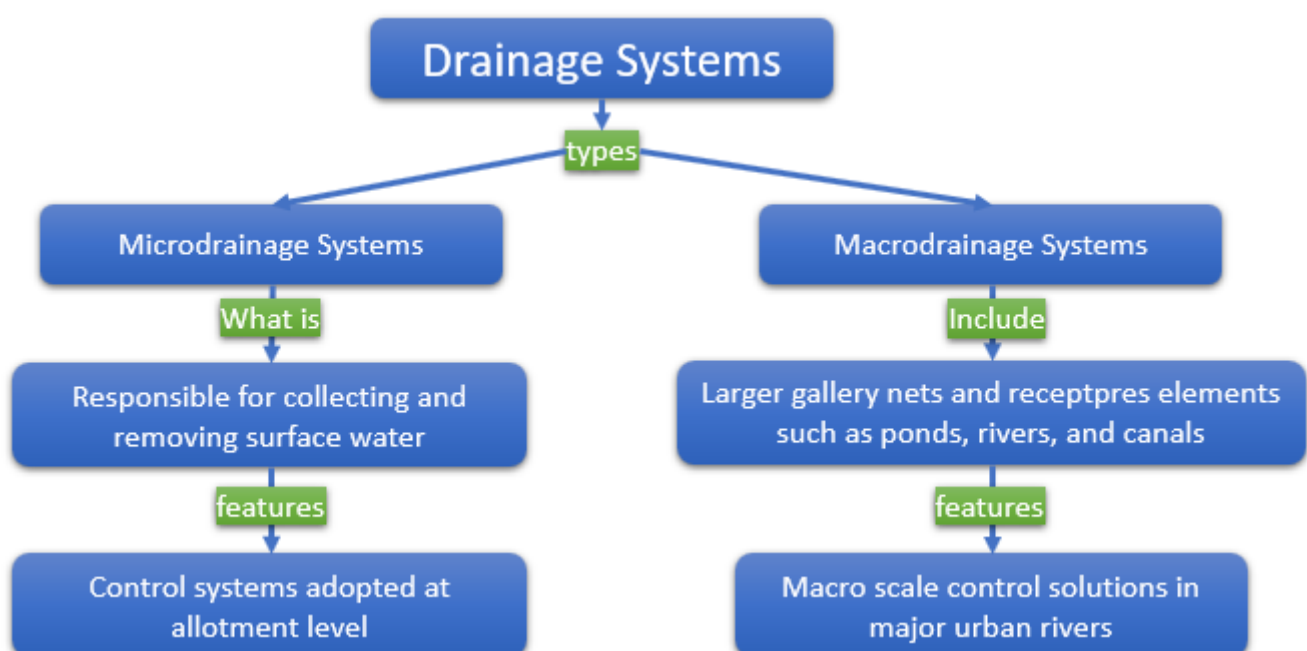 Drainage Systems
types
Microdrainage Systems
Macrodrainage Systems
What is
Include
Responsible for collecting and
removing surface water
Larger gallery nets and receptpres elements
such as ponds, rivers, and canals
features
features
Control systems adopted at
allotment level
Macro scale control solutions in
major urban rivers